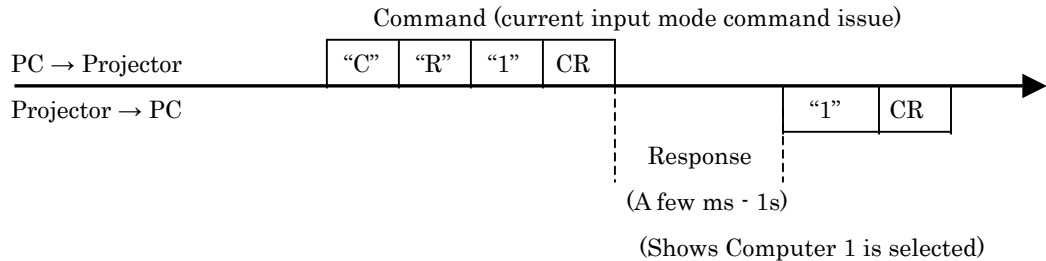 Command (current input mode command issue)
PC → Projector “C” “R” “1” CR
Projector → PC “1” CR
Response
(A few ms - 1s)
(Shows Computer 1 is selected)